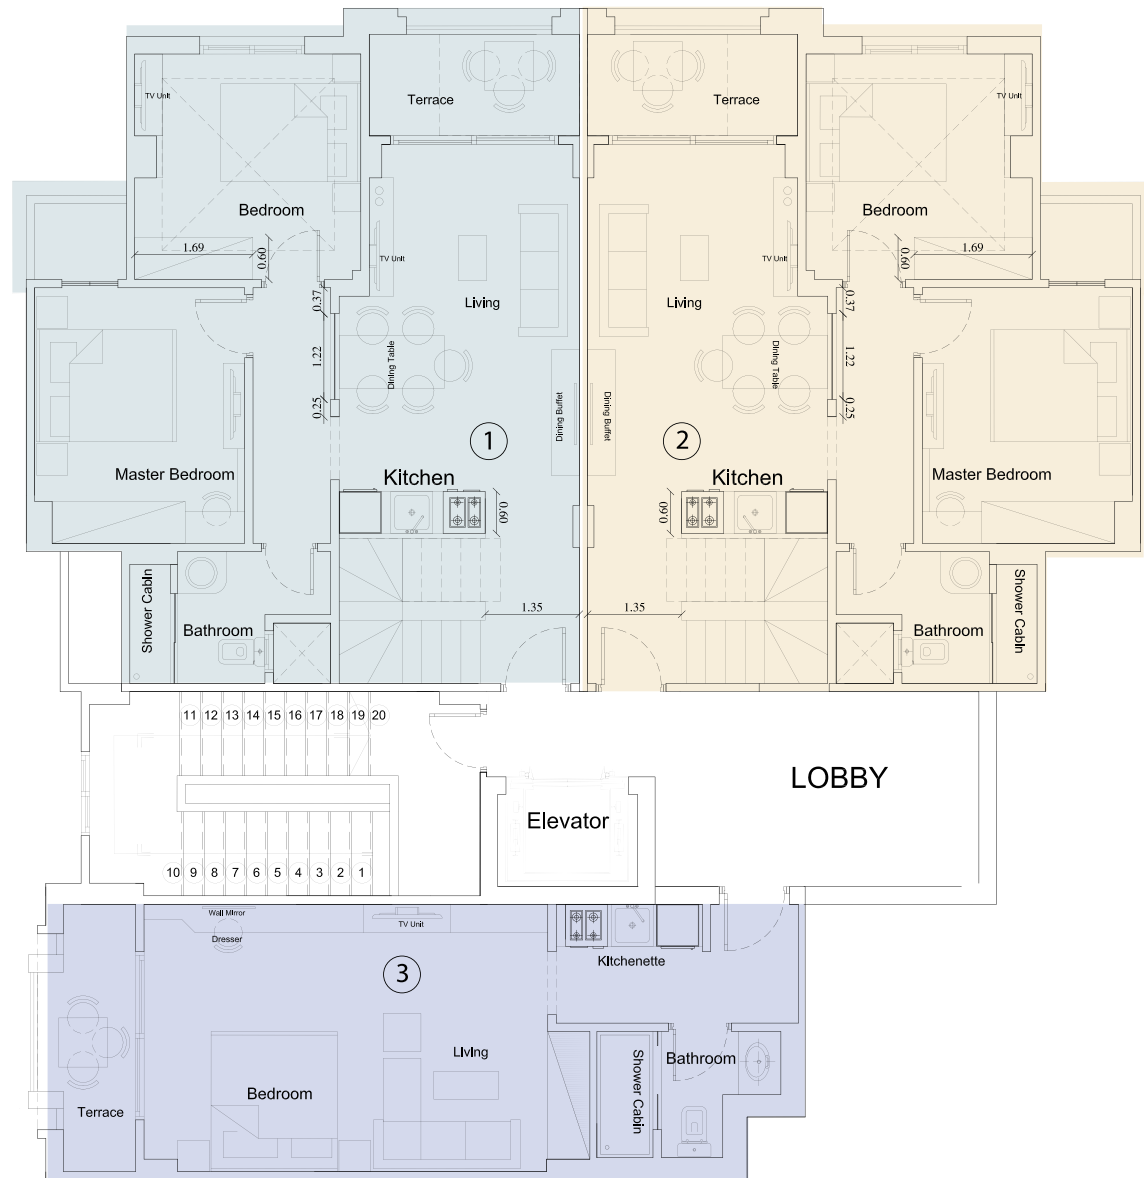 Terrace
Terrace
TV Unit
TV Unit
Bedroom
Bedroom
1.69
0.60
TV Unit
TV Unit
0.60
1.69
0.37
Living
Living
0.37
1.22
Dining Table
Dining Table
1.22
0.25
Dining Buffet
Dining Buffet
0.25
1
2
Master Bedroom
Kitchen
Kitchen
Master Bedroom
0.60
0.60
Shower Cabin
Bathroom
1.35
1.35
Bathroom
Shower Cabin
11 12 13 14 15 16 17 18 19 20
LOBBY
Elevator
10 9 8 7 6 5 4 3 2 1
Wall Mirror
Dresser
TV Unit
Kitchenette
3
Living
Shower Cabin
Bathroom
Bedroom
Terrace